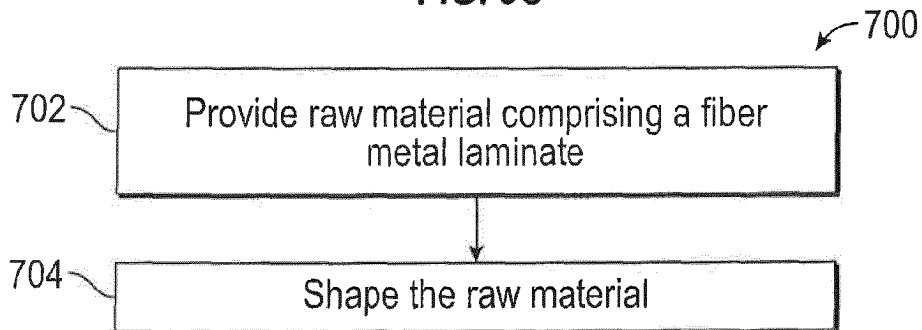 700
702
Provide raw material comprising a fiber
metal laminate
704
Shape the raw material